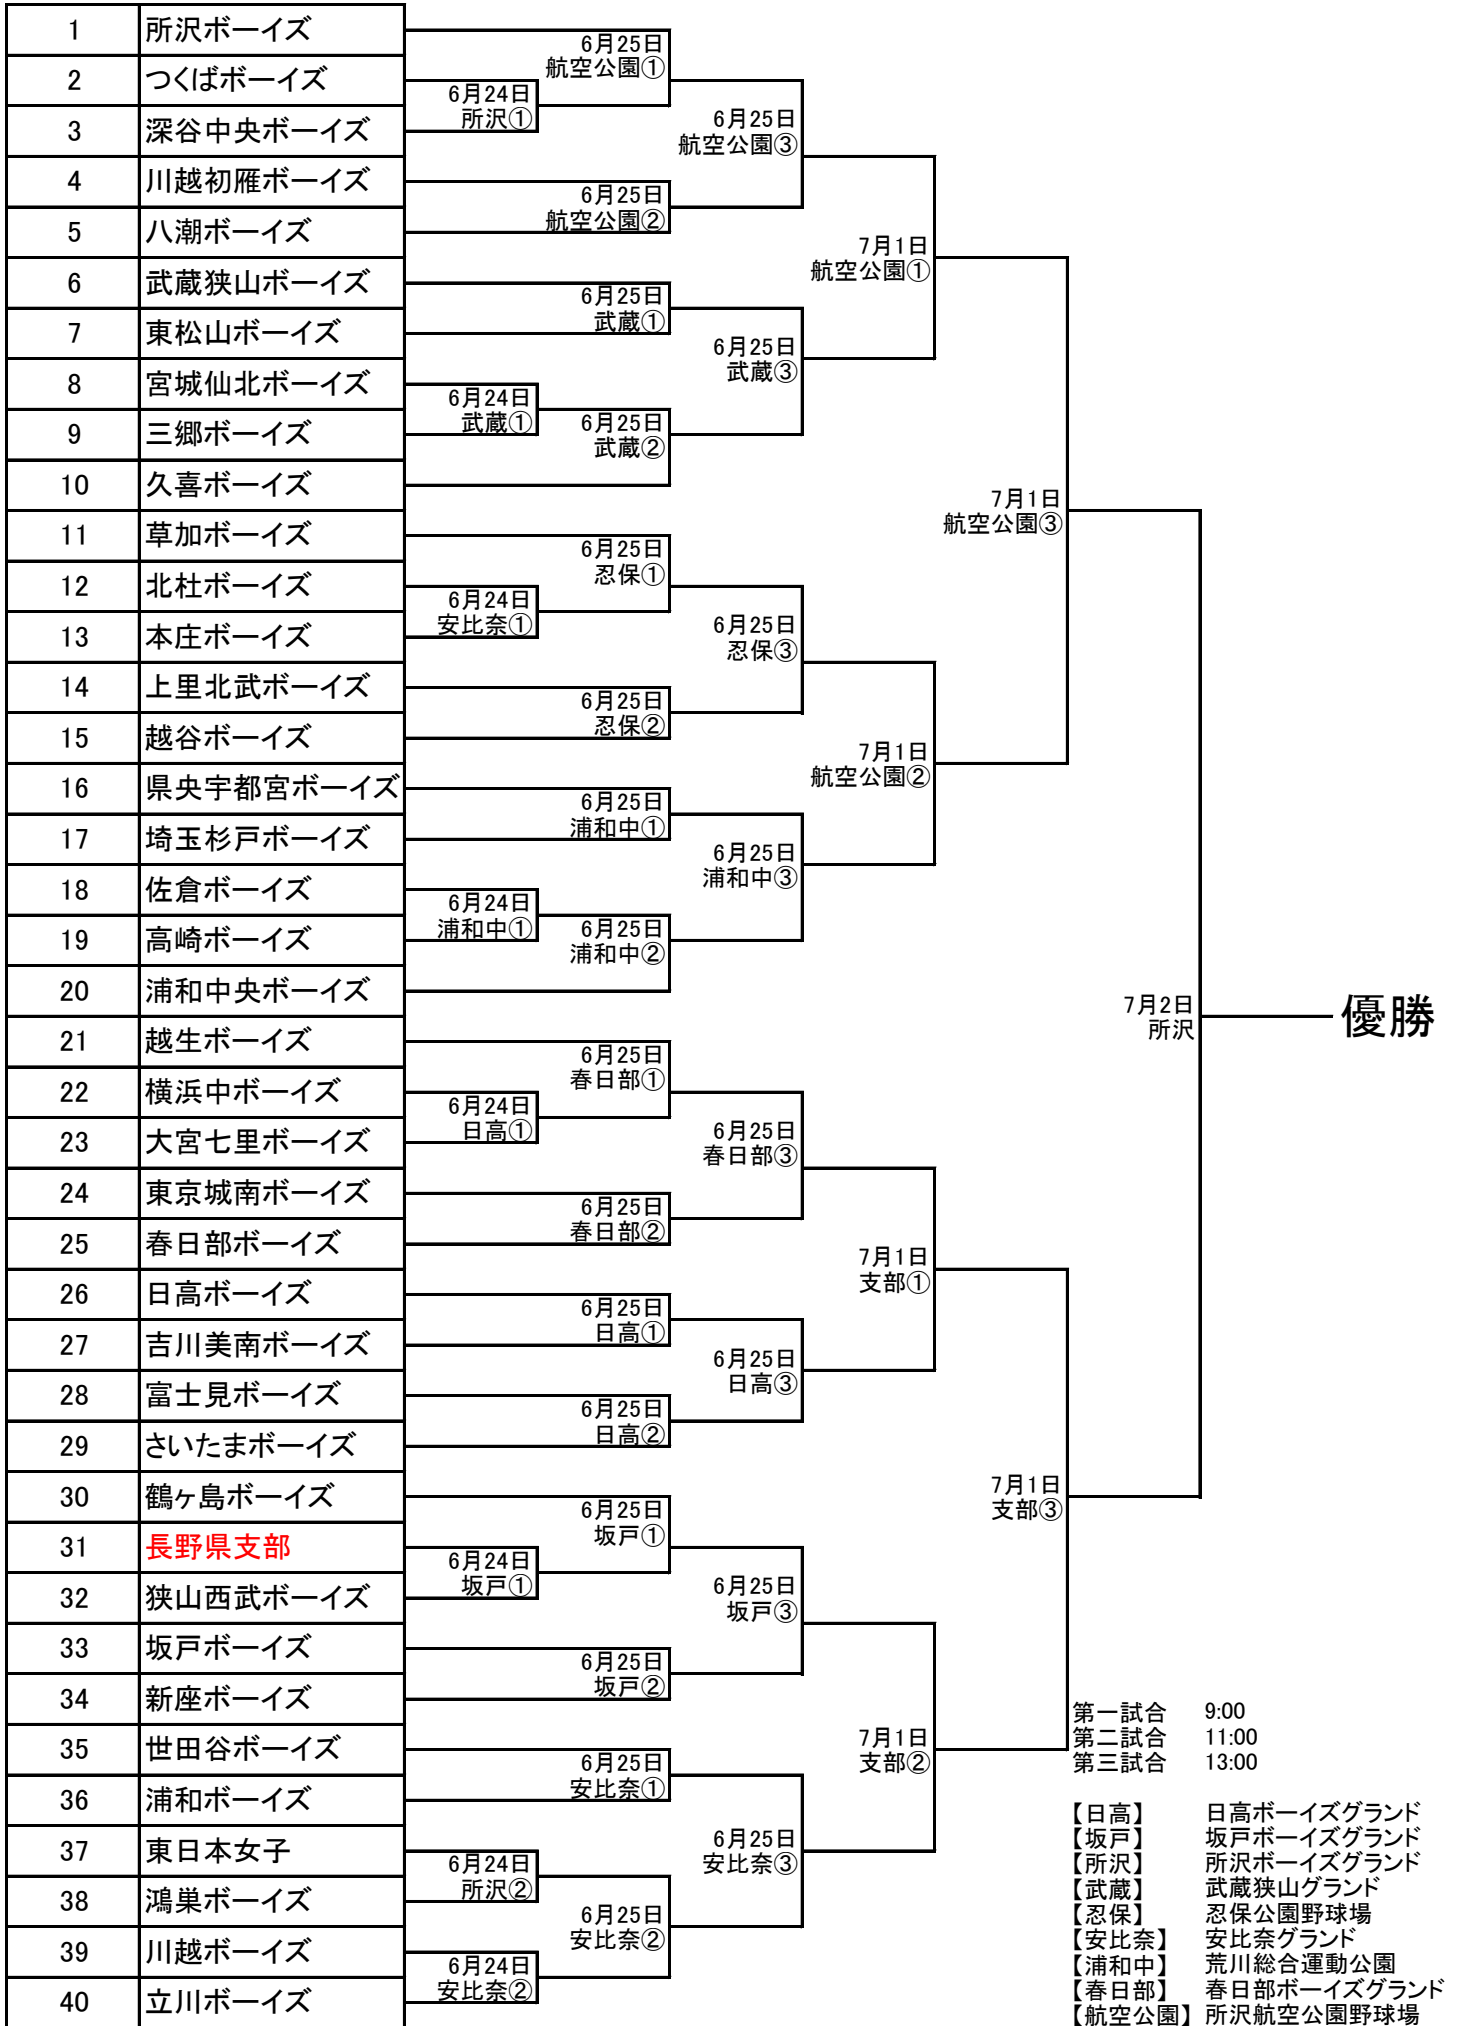 1 所沢ボーイズ
2 つくばボーイズ
3 深谷中央ボーイズ
4 川越初雁ボーイズ
5 八潮ボーイズ
6 武蔵狭山ボーイズ
7 東松山ボーイズ
8 宮城仙北ボーイズ
9 三郷ボーイズ
10 久喜ボーイズ
11 草加ボーイズ
12 北杜ボーイズ
13 本庄ボーイズ
14 上里北武ボーイズ
15 越谷ボーイズ
16 県央宇都宮ボーイズ
17 埼玉杉戸ボーイズ
18 佐倉ボーイズ
19 高崎ボーイズ
20 浦和中央ボーイズ
21 越生ボーイズ
22 横浜中ボーイズ
23 大宮七里ボーイズ
24 東京城南ボーイズ
25 春日部ボーイズ
26 日高ボーイズ
27 吉川美南ボーイズ
28 富士見ボーイズ
29 さいたまボーイズ
30 鶴ヶ島ボーイズ
31 長野県支部
32 狭山西武ボーイズ
33 坂戸ボーイズ
34 新座ボーイズ
35 世田谷ボーイズ
36 浦和ボーイズ
37 東日本女子
38 鴻巣ボーイズ
39 川越ボーイズ
40 立川ボーイズ
6月24日
所沢①
6月24日
武蔵①
6月24日
安比奈①
6月24日
浦和中①
6月24日
日高①
6月24日
坂戸①
6月24日
所沢②
6月24日
安比奈②
6月25日
航空公園①
6月25日
航空公園②
6月25日
武蔵①
6月25日
武蔵②
6月25日
忍保①
6月25日
忍保②
6月25日
浦和中①
6月25日
浦和中②
6月25日
春日部①
6月25日
春日部②
6月25日
日高①
6月25日
日高②
6月25日
坂戸①
6月25日
坂戸②
6月25日
安比奈①
6月25日
安比奈②
6月25日
航空公園③
6月25日
武蔵③
6月25日
忍保③
6月25日
浦和中③
6月25日
春日部③
6月25日
日高③
6月25日
坂戸③
6月25日
安比奈③
7月1日
航空公園①
7月1日
航空公園②
7月1日
支部①
7月1日
支部②
7月1日
航空公園③
7月1日
支部③
7月2日
所沢
優勝
第一試合 9:00
第二試合 11:00
第三試合 13:00
【日高】 日高ボーイズグランド
【坂戸】 坂戸ボーイズグランド
【所沢】 所沢ボーイズグランド
【武蔵】 武蔵狭山グランド
【忍保】 忍保公園野球場
【安比奈】 安比奈グランド
【浦和中】 荒川総合運動公園
【春日部】 春日部ボーイズグランド
【航空公園】 所沢航空公園野球場